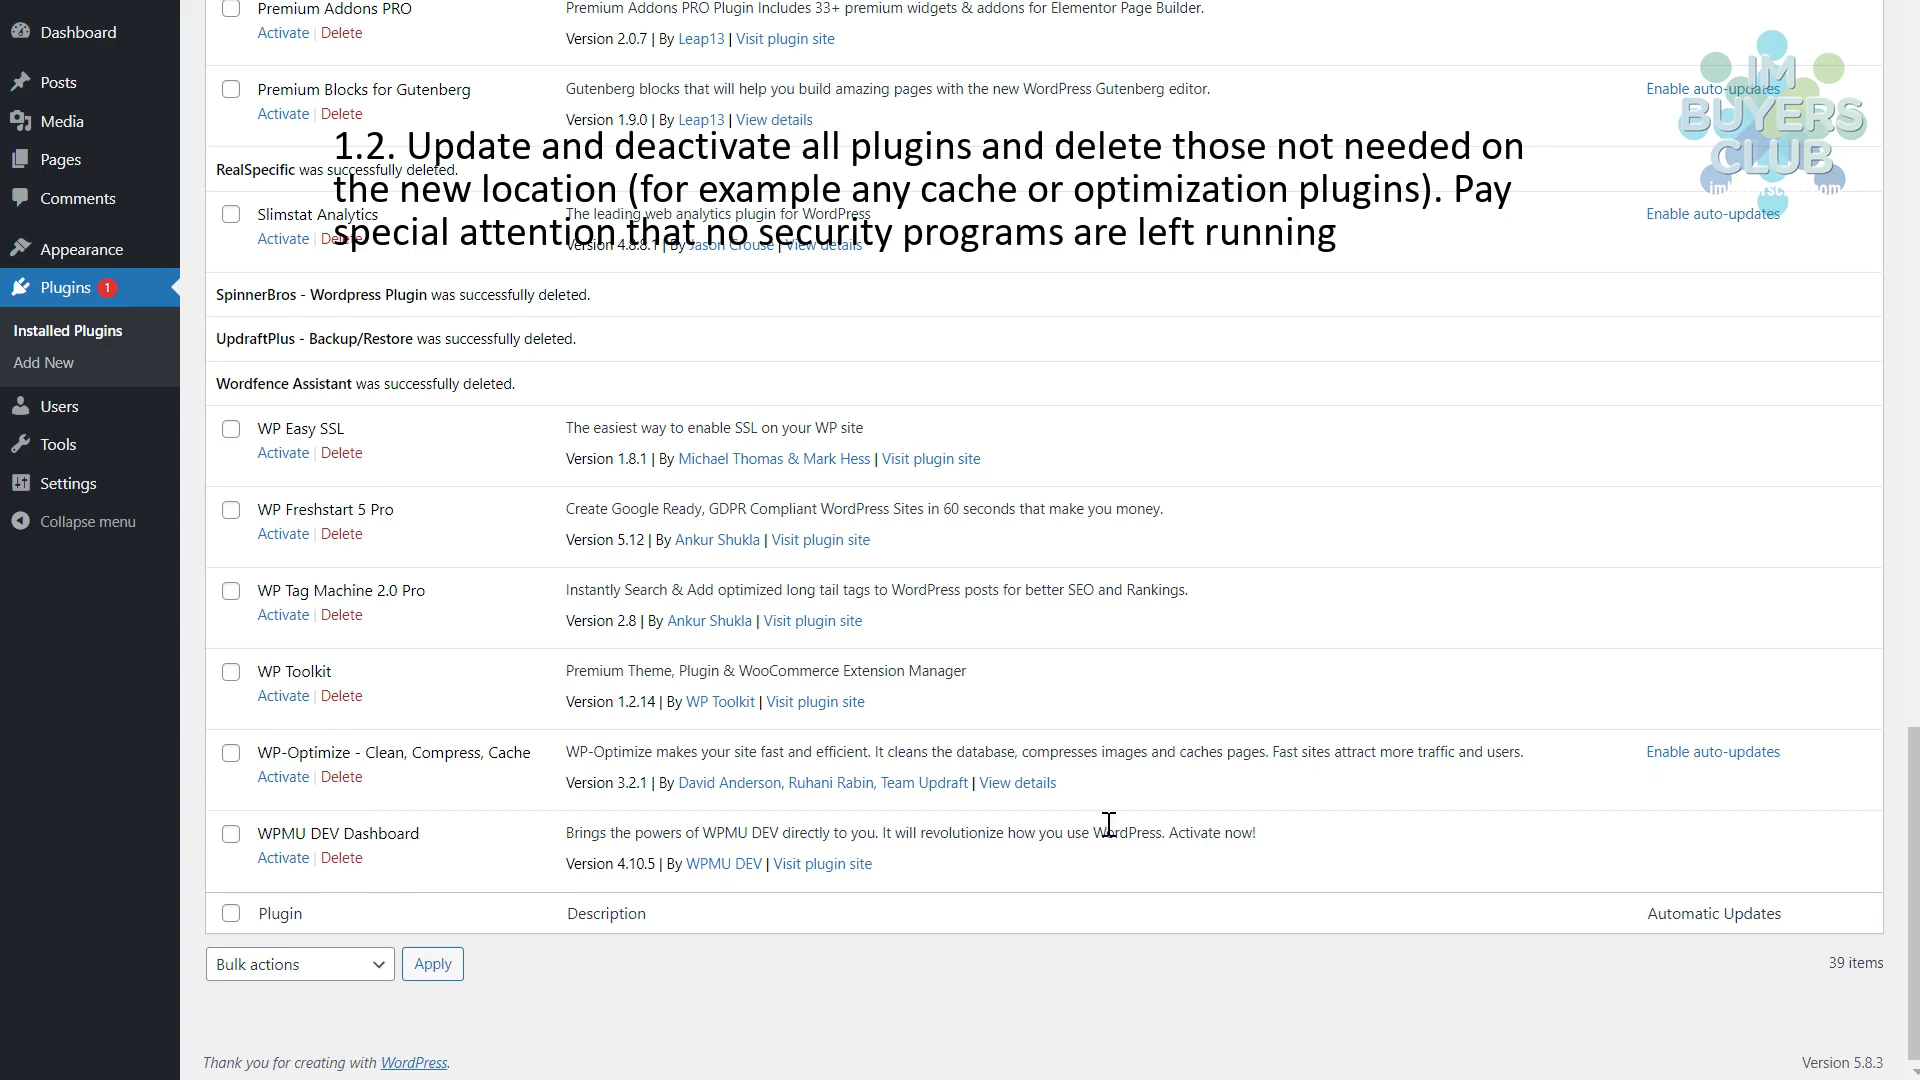 Dashboard
Posts
Media
Pages
Comments
Appearance
Plugins 1
Installed Plugins
Add New
Users
Tools
Settings
Collapse menu
Premium Addons PRO
Activate | Delete
Premium Addons PRO Plugin Includes 33+ premium widgets & addons for Elementor Page Builder.
Version 2.0.7 | By Leap13 | Visit plugin site
Premium Blocks for Gutenberg
Activate | Delete
Gutenberg blocks that will help you build amazing pages with the new WordPress Gutenberg editor.
Version 1.9.0 | By Leap13 | View details
Enable auto-updates
IM
BUYERS
CLUB
imbuyersclub.com
1.2. Update and deactivate all plugins and delete those not needed on
the new location (for example any cache or optimization plugins). Pay
special attention that no security programs are left running
RealSpecific was successfully deleted.
Slimstat Analytics
Activate | Delete
The leading web analytics plugin for WordPress
Version 4.8.8.1 | By Jason Crouse | View details
Enable auto-updates
SpinnerBros - Wordpress Plugin was successfully deleted.
UpdraftPlus - Backup/Restore was successfully deleted.
Wordfence Assistant was successfully deleted.
WP Easy SSL
Activate | Delete
The easiest way to enable SSL on your WP site
Version 1.8.1 | By Michael Thomas & Mark Hess | Visit plugin site
WP Freshstart 5 Pro
Activate | Delete
Create Google Ready, GDPR Compliant WordPress Sites in 60 seconds that make you money.
Version 5.12 | By Ankur Shukla | Visit plugin site
WP Tag Machine 2.0 Pro
Activate | Delete
Instantly Search & Add optimized long tail tags to WordPress posts for better SEO and Rankings.
Version 2.8 | By Ankur Shukla | Visit plugin site
WP Toolkit
Activate | Delete
Premium Theme, Plugin & WooCommerce Extension Manager
Version 1.2.14 | By WP Toolkit | Visit plugin site
WP-Optimize - Clean, Compress, Cache
Activate | Delete
WP-Optimize makes your site fast and efficient. It cleans the database, compresses images and caches pages. Fast sites attract more traffic and users.
Version 3.2.1 | By David Anderson, Ruhani Rabin, Team Updraft | View details
Enable auto-updates
WPMU DEV Dashboard
Activate | Delete
Brings the powers of WPMU DEV directly to you. It will revolutionize how you use WordPress. Activate now!
Version 4.10.5 | By WPMU DEV | Visit plugin site
Plugin
Description
Automatic Updates
Bulk actions
Apply
39 items
Thank you for creating with WordPress.
Version 5.8.3